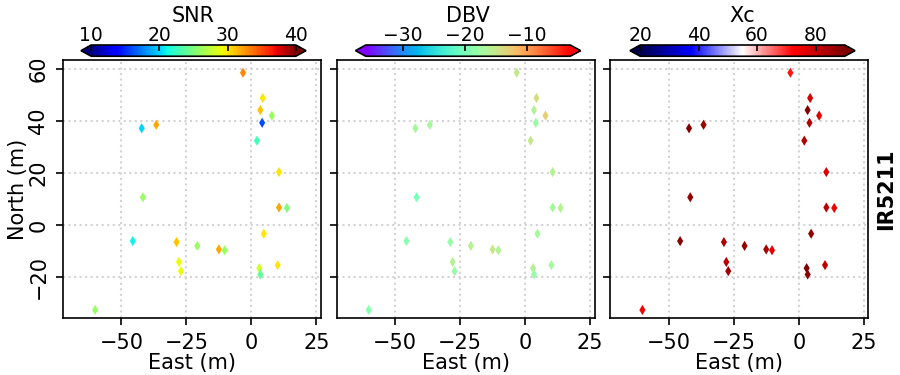 SNR DBV Xc
10 20 30 40 −30 −20 −10 20 40 60 80
60
40
20
0
−20
North (m)
−50 −25 0 25 −50 −25 0 25 −50 −25 0 25
East (m) East (m) East (m)
IR5211